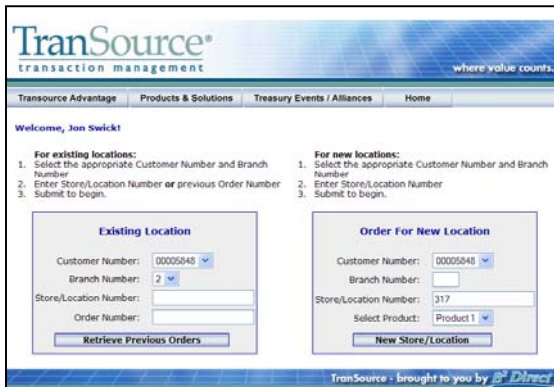 TranSource®
transaction management
where value counts.
Transource Advantage Products & Solutions Treasury Events / Alliances Home
Welcome, Jon Swick!
For existing locations:
1. Select the appropriate Customer Number and Branch
Number
2. Enter Store/Location Number or previous Order Number
3. Submit to begin.
For new locations:
1. Select the appropriate Customer Number and Branch
Number
2. Enter Store/Location Number
3. Submit to begin.
Existing Location
Customer Number: 00005848
Branch Number: 2
Store/Location Number:
Order Number:
Retrieve Previous Orders
Order For New Location
Customer Number: 00005848
Branch Number:
Store/Location Number: 317
Select Product: Product 1
New Store/Location
TranSource - brought to you by B² Direct